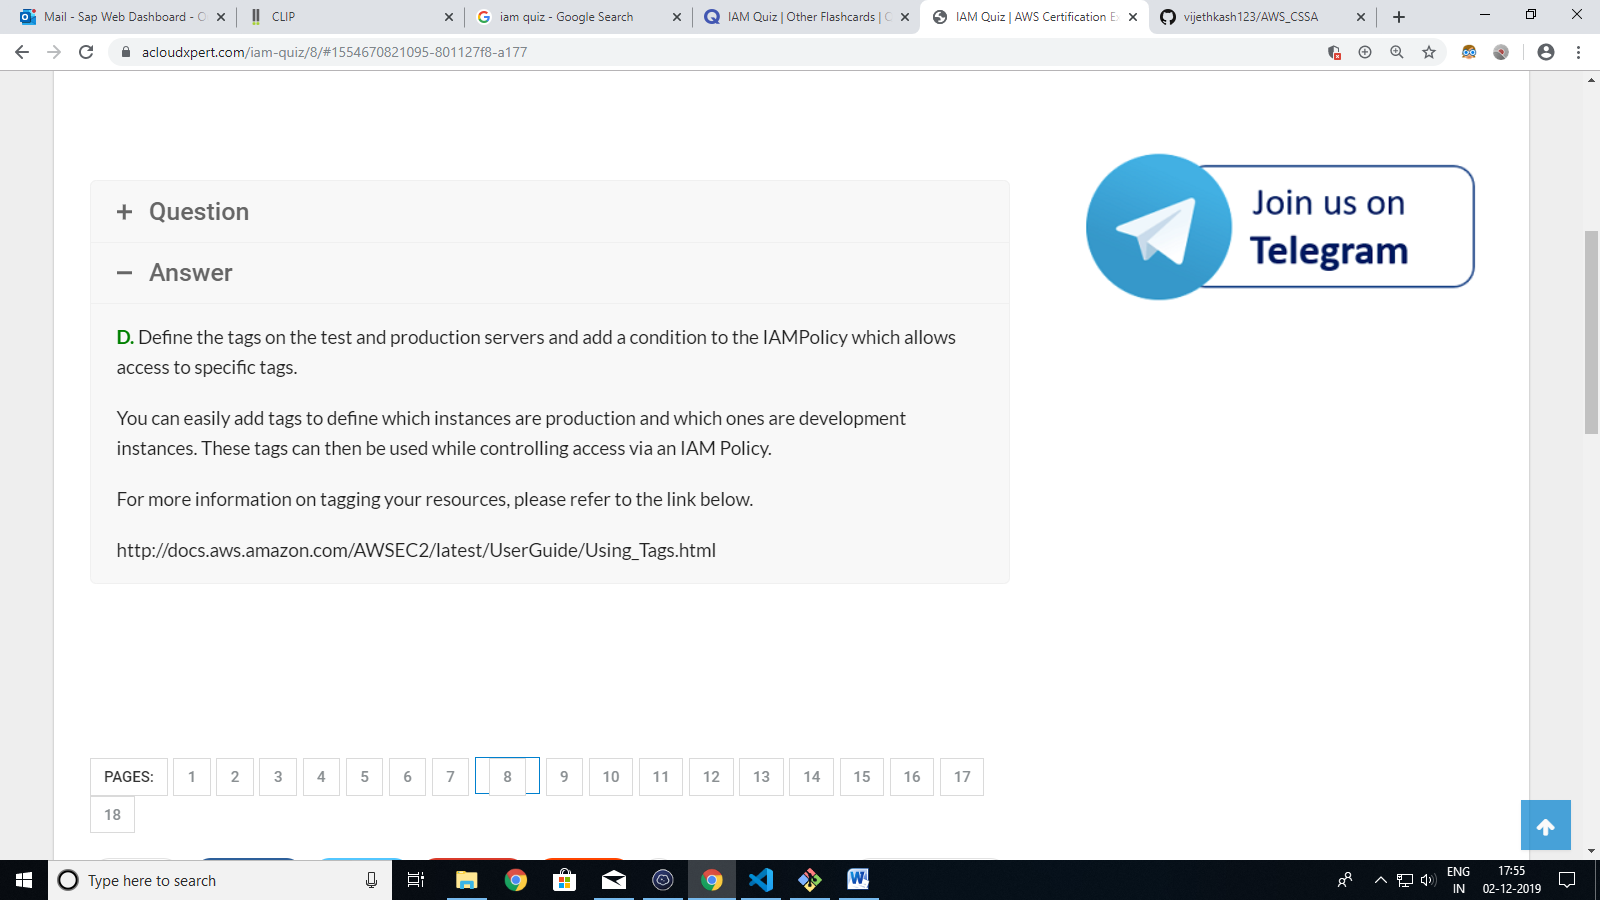 Mail - Sap Web Dashboard - O
CLIP
iam quiz - Google Search
IAM Quiz | Other Flashcards | C
IAM Quiz | AWS Certification E
vijethkash123/AWS_CSSA
acloudxpert.com/iam-quiz/8/#1554670821095-801127f8-a177
Join us on
Telegram
+ Question
− Answer
D. Define the tags on the test and production servers and add a condition to the IAMPolicy which allows
access to specific tags.
You can easily add tags to define which instances are production and which ones are development
instances. These tags can then be used while controlling access via an IAM Policy.
For more information on tagging your resources, please refer to the link below.
http://docs.aws.amazon.com/AWSEC2/latest/UserGuide/Using_Tags.html
PAGES: 1 2 3 4 5 6 7 8 9 10 11 12 13 14 15 16 17
18
Type here to search
ENG
IN
17:55
02-12-2019